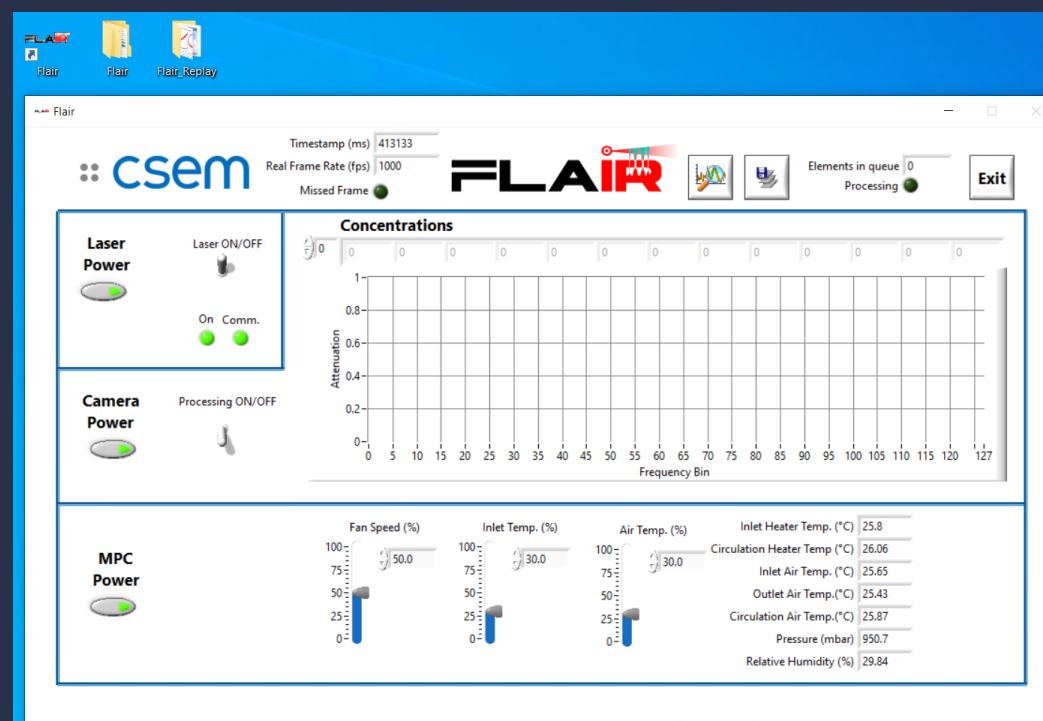 FLAIR
Flair
Flair
Flair_Replay
Flair
csem
Timestamp (ms) 413133
Real Frame Rate (fps) 1000
Missed Frame
FLAIR
Elements in queue 0
Processing
Exit
Laser
Power
Laser ON/OFF
On Comm.
Camera
Power
Processing ON/OFF
Concentrations
0 0 0 0 0 0 0 0 0 0 0 0 0 0
Attenuation
1
0.8
0.6
0.4
0.2
0
0 5 10 15 20 25 30 35 40 45 50 55 60 65 70 75 80 85 90 95 100 105 110 115 120 127
Frequency Bin
MPC
Power
Fan Speed (%)
100
75
50
25
0
50.0
Inlet Temp. (%)
100
75
50
25
0
30.0
Air Temp. (%)
100
75
50
25
0
30.0
Inlet Heater Temp. (°C) 25.8
Circulation Heater Temp (°C) 26.06
Inlet Air Temp. (°C) 25.65
Outlet Air Temp.(°C) 25.43
Circulation Air Temp.(°C) 25.87
Pressure (mbar) 950.7
Relative Humidity (%) 29.84